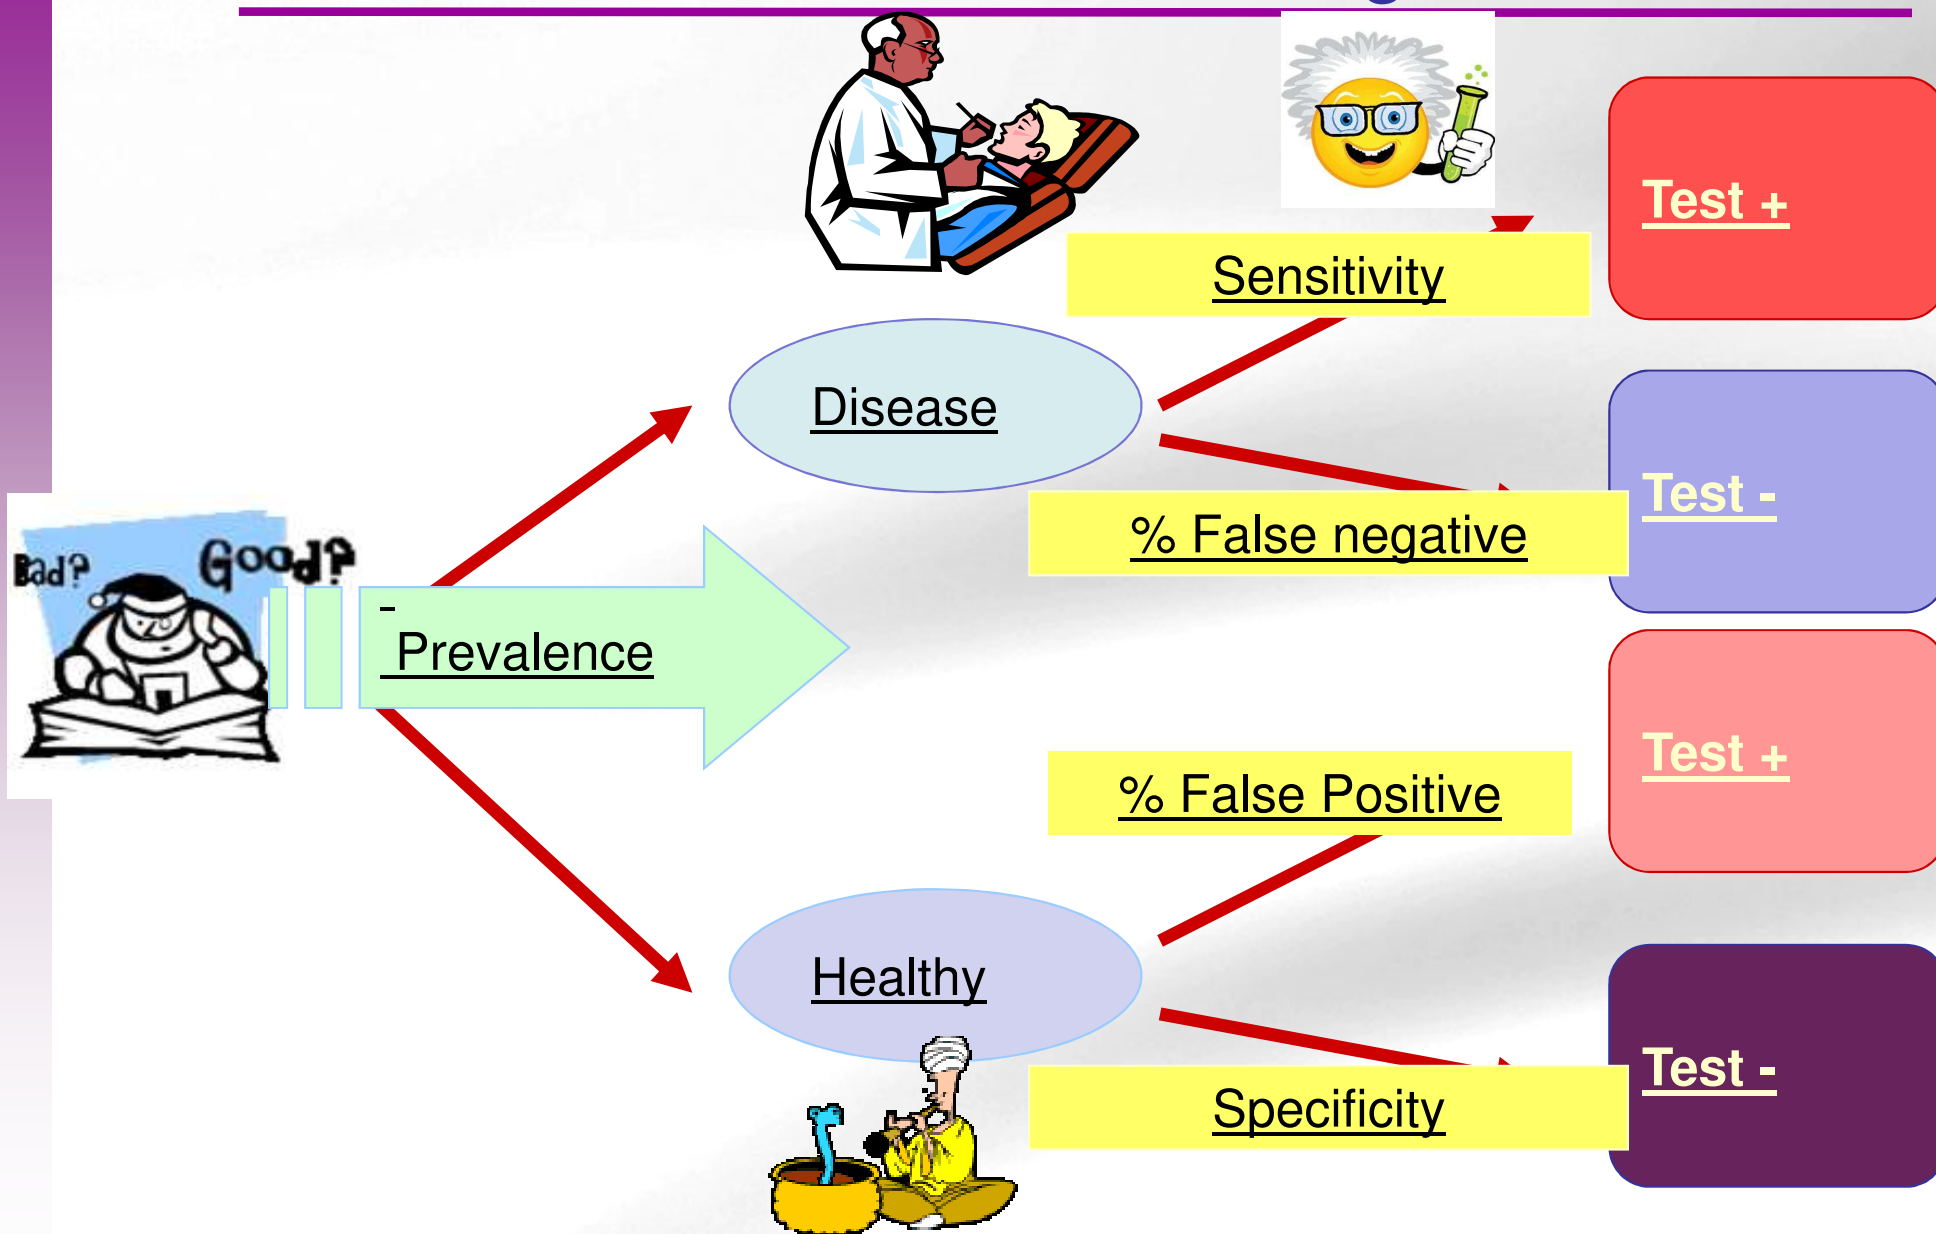 Test +
Sensitivity
Disease
Test -
% False negative
Bad?
Good?
-
Prevalence
Test +
% False Positive
Healthy
Test -
Specificity